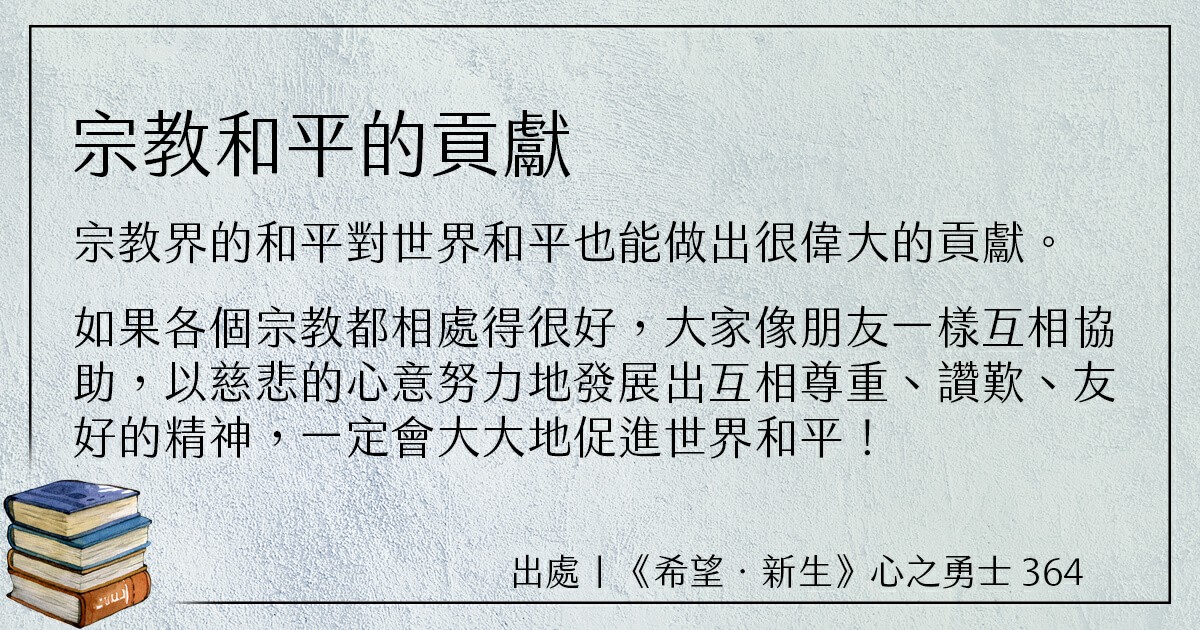 宗教和平的貢獻
宗教界的和平對世界和平也能做出很偉大的貢獻。
如果各個宗教都相處得很好，大家像朋友一樣互相協
助，以慈悲的心意努力地發展出互相尊重、讚歎、友
好的精神，一定會大大地促進世界和平！
出處｜《希望．新生》心之勇士 364